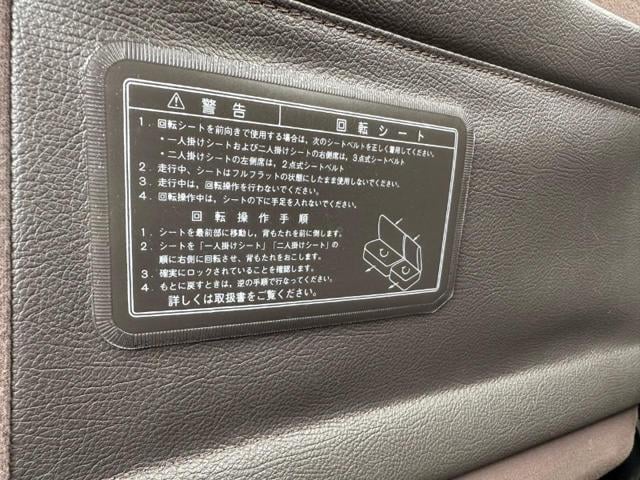 ⚠警告 回転シート
1. 回転シートを前向きで使用する場合は、次のシートベルトを正しく着用してください。
・一人掛けシートおよび二人掛けシートの右側席は、3点式シートベルト
・二人掛けシートの左側席は、2点式シートベルト
2. 走行中、シートはフルフラットの状態にしたまま使用しないでください。
3. 走行中は、回転操作を行わないでください。
4. 回転操作中は、シートの下に手足を入れないでください。
回転操作手順
1. シートを最前部に移動し、背もたれを前に倒します。
2. シートを「一人掛けシート」「二人掛けシート」の
順に右側に回転させ、背もたれをおこします。
3. 確実にロックされていることを確認します。
4. もとに戻すときは、逆の手順で行なってください。
詳しくは取扱書をご覧ください。